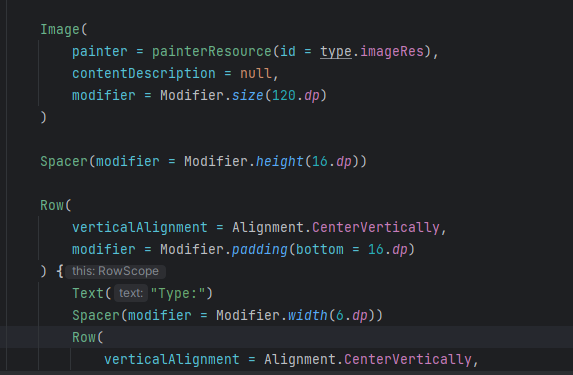 Image(
    painter = painterResource(id = type.imageRes),
    contentDescription = null,
    modifier = Modifier.size(120.dp)
)
Spacer(modifier = Modifier.height(16.dp))
Row(
    verticalAlignment = Alignment.CenterVertically,
    modifier = Modifier.padding(bottom = 16.dp)
) { this: RowScope
    Text( text: "Type:")
    Spacer(modifier = Modifier.width(6.dp))
    Row(
        verticalAlignment = Alignment.CenterVertically,